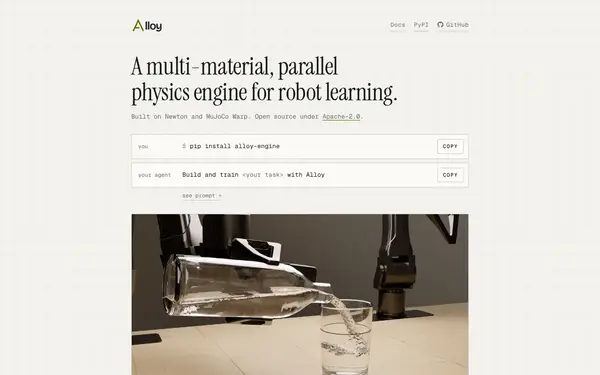 Alloy
Docs PyPI GitHub
A multi-material, parallel
physics engine for robot learning.
Built on Newton and MuJoCo Warp. Open source under Apache-2.0.
you $ pip install alloy-engine COPY
your agent Build and train <your task> with Alloy COPY
see prompt